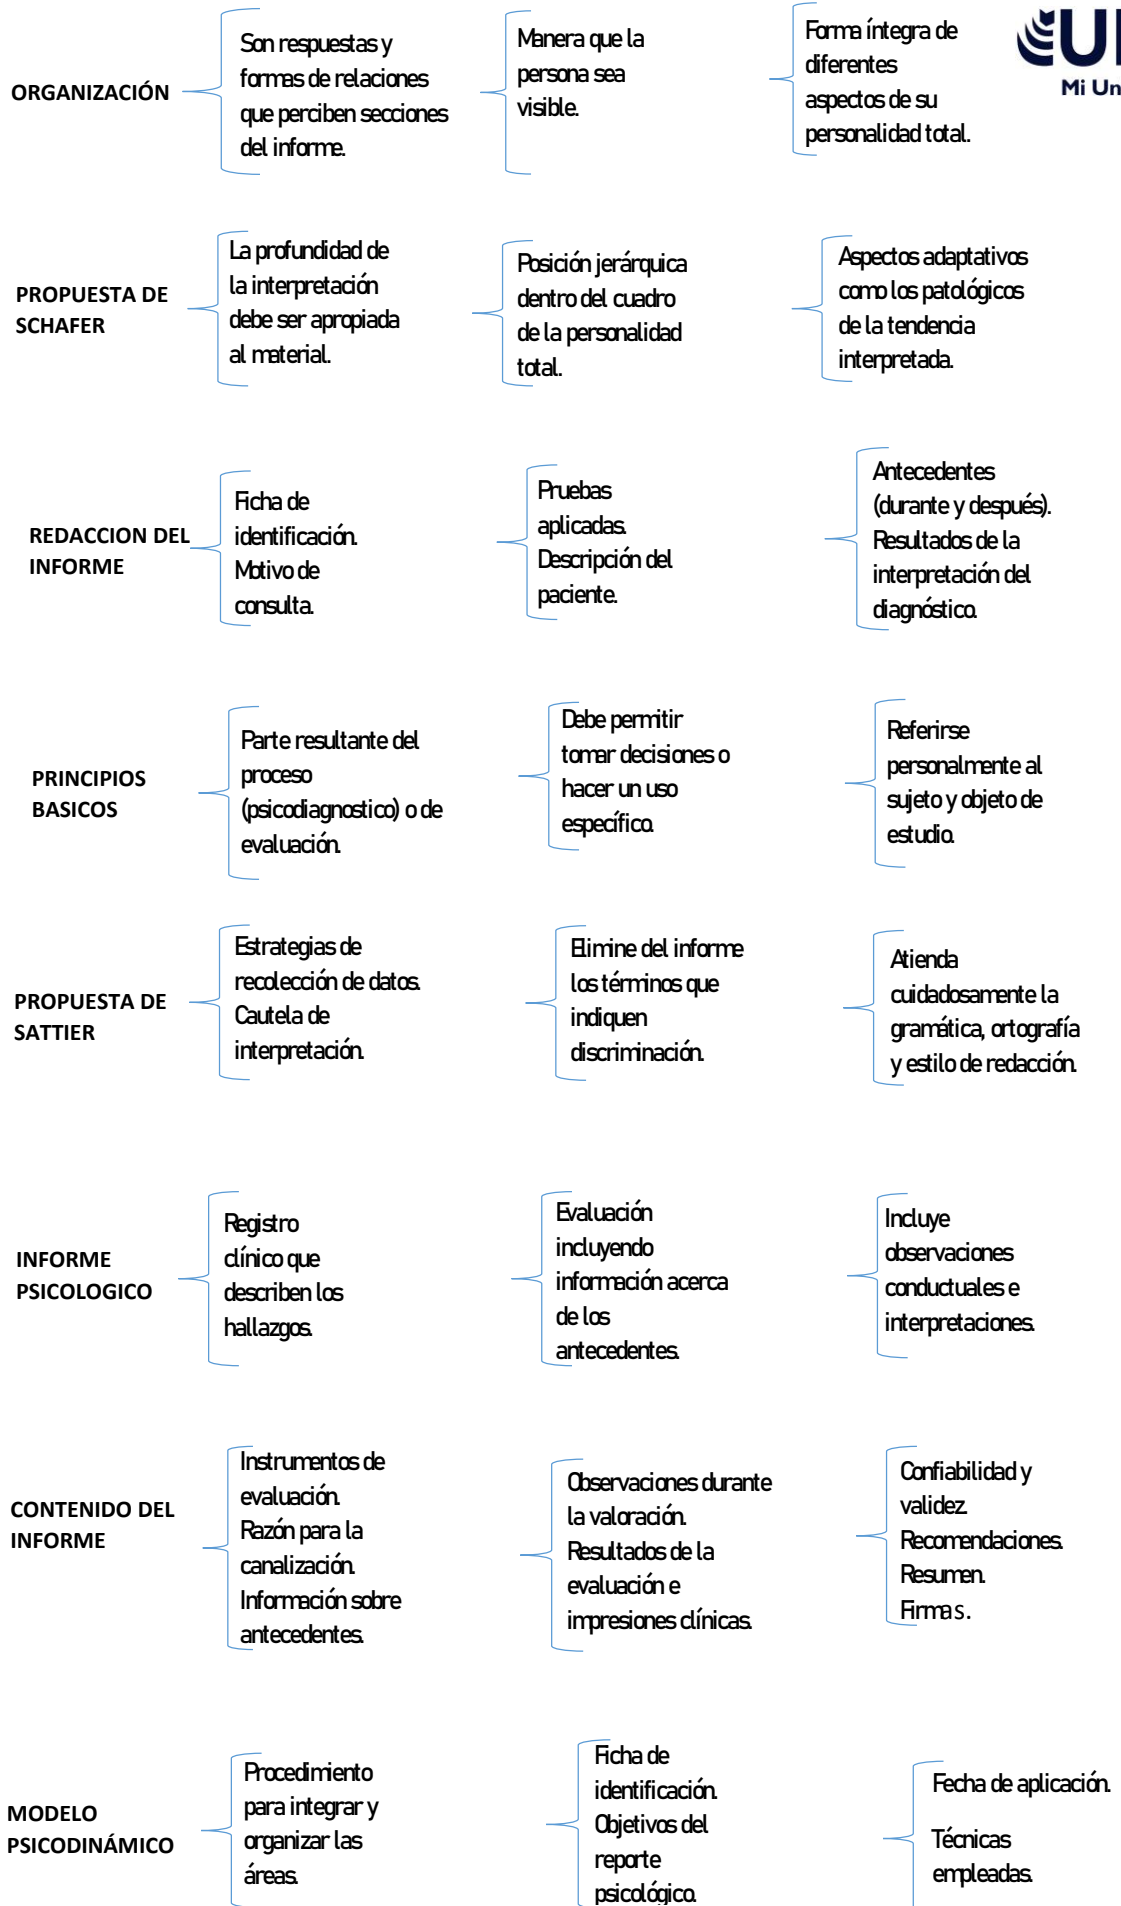 ORGANIZACIÓN
Son respuestas y
formas de relaciones
que perciben secciones
del informe.
Manera que la
persona sea
visible.
Forma íntegra de
diferentes
aspectos de su
personalidad total.
Mi Un
PROPUESTA DE
SCHAFER
La profundidad de
la interpretación
debe ser apropiada
al material.
Posición jerárquica
dentro del cuadro
de la personalidad
total.
Aspectos adaptativos
como los patológicos
de la tendencia
interpretada.
REDACCION DEL
INFORME
Ficha de
identificación.
Motivo de
consulta.
Pruebas
aplicadas.
Descripción del
paciente.
Antecedentes
(durante y después).
Resultados de la
interpretación del
diagnóstico.
PRINCIPIOS
BASICOS
Parte resultante del
proceso
(psicodiagnostico) o de
evaluación.
Debe permitir
tomar decisiones o
hacer un uso
específico.
Referirse
personalmente al
sujeto y objeto de
estudio.
PROPUESTA DE
SATTIER
Estrategias de
recolección de datos.
Cautela de
interpretación.
Elimine del informe
los términos que
indiquen
discriminación.
Atienda
cuidadosamente la
gramática, ortografía
y estilo de redacción.
INFORME
PSICOLOGICO
Registro
clínico que
describen los
hallazgos.
Evaluación
incluyendo
información acerca
de los
antecedentes.
Incluye
observaciones
conductuales e
interpretaciones.
CONTENIDO DEL
INFORME
Instrumentos de
evaluación.
Razón para la
canalización.
Información sobre
antecedentes.
Observaciones durante
la valoración.
Resultados de la
evaluación e
impresiones clínicas.
Confiabilidad y
validez.
Recomendaciones.
Resumen.
Firmas.
MODELO
PSICODINÁMICO
Procedimiento
para integrar y
organizar las
áreas.
Ficha de
identificación.
Objetivos del
reporte
psicológico.
Fecha de aplicación.
Técnicas
empleadas.